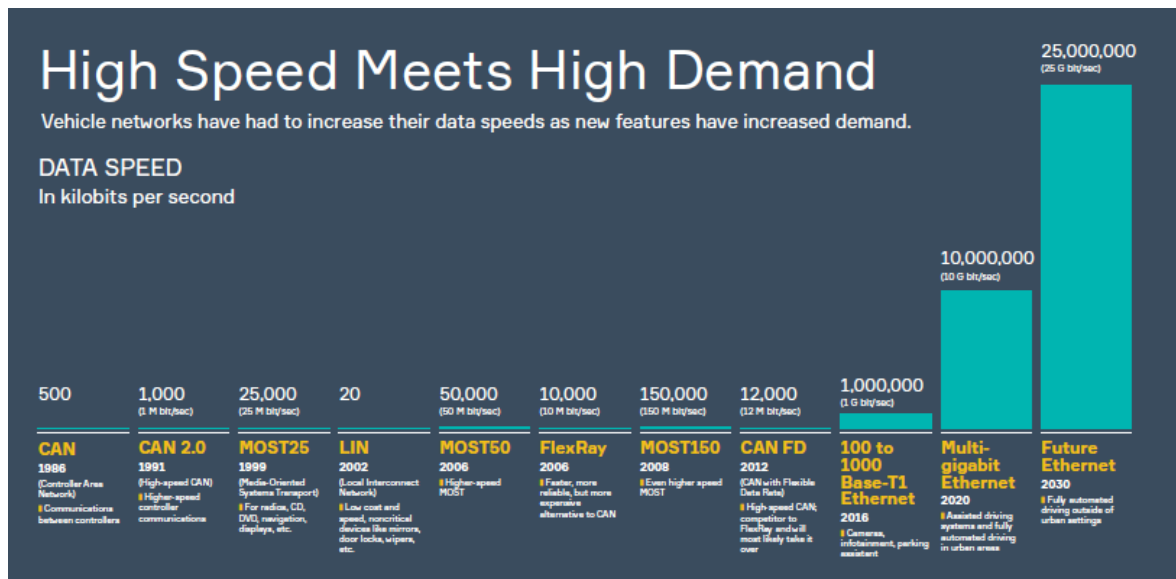 High Speed Meets High Demand
Vehicle networks have had to increase their data speeds as new features have increased demand.
DATA SPEED
In kilobits per second
500
CAN
1986
(Controller Area
Network)
Communications
between controllers
1,000
(1 M bit/sec)
CAN 2.0
1991
(High-speed CAN)
Higher-speed
controller
communications
25,000
(25 M bit/sec)
MOST25
1999
(Media-Oriented
Systems Transport)
For radios, CD,
DVD, navigation,
displays, etc.
20
LIN
2002
(Local Interconnect
Network)
Low cost and
speed, noncritical
devices like mirrors,
door locks, wipers,
etc.
50,000
(50 M bit/sec)
MOST50
2006
Higher-speed
MOST
10,000
(10 M bit/sec)
FlexRay
2006
Faster, more
reliable, but more
expensive
alternative to CAN
150,000
(150 M bit/sec)
MOST150
2008
Even higher speed
MOST
12,000
(12 M bit/sec)
CAN FD
2012
(CAN with Flexible
Data Rate)
High-speed CAN;
competitor to
FlexRay and will
most likely take it
over
1,000,000
(1 G bit/sec)
100 to
1000
Base-T1
Ethernet
2016
Cameras,
infotainment, parking
assistant
10,000,000
(10 G bit/sec)
Multi-
gigabit
Ethernet
2020
Assisted driving
systems and fully
automated driving
in urban areas
25,000,000
(25 G bit/sec)
Future
Ethernet
2030
Fully automated
driving outside of
urban settings